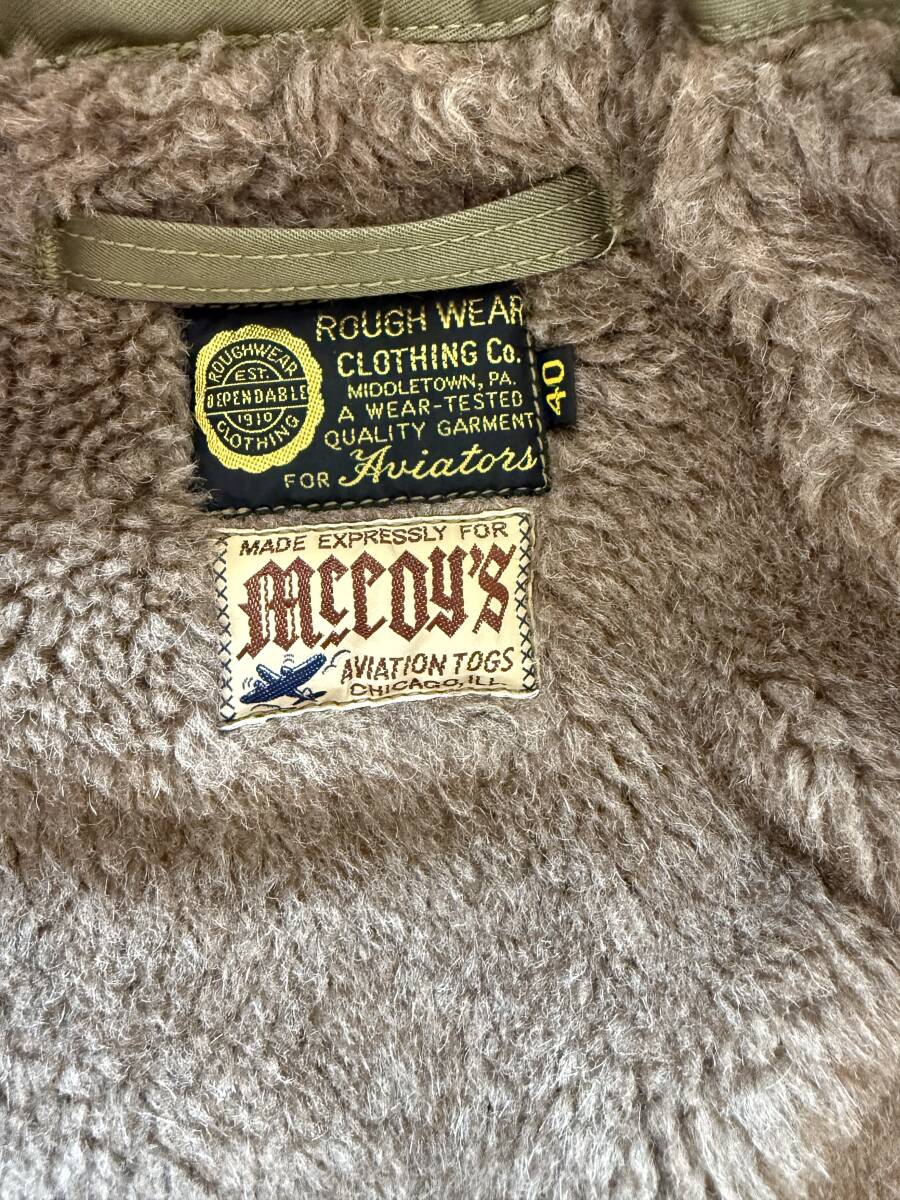 ROUGHWEAR
EST.
DEPENDABLE
1910
CLOTHING
ROUGH WEAR
CLOTHING Co.
MIDDLETOWN, PA.
A WEAR-TESTED
QUALITY GARMENT
FOR Aviators
40
MADE EXPRESSLY FOR
McCOY'S
AVIATION TOGS
CHICAGO, ILL